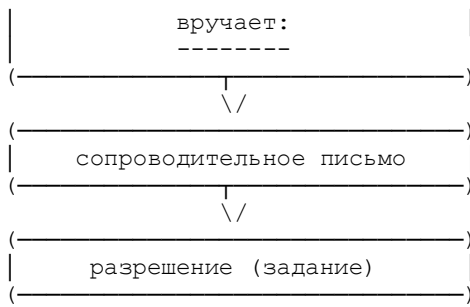 вручает:
--------
\/
сопроводительное письмо
\/
разрешение (задание)